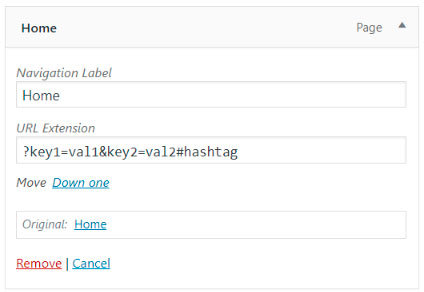 Home Page
Navigation Label
Home
URL Extension
?key1=val1&key2=val2#hashtag
Move Down one
Original: Home
Remove | Cancel